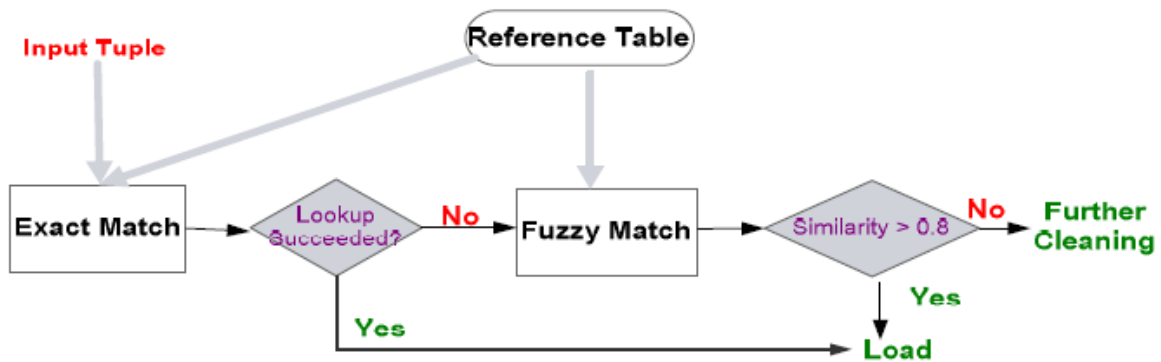 Input Tuple
Reference Table
Exact Match
Lookup
Succeeded?
No
Fuzzy Match
Similarity > 0.8
No
Further
Cleaning
Yes
Yes
Load